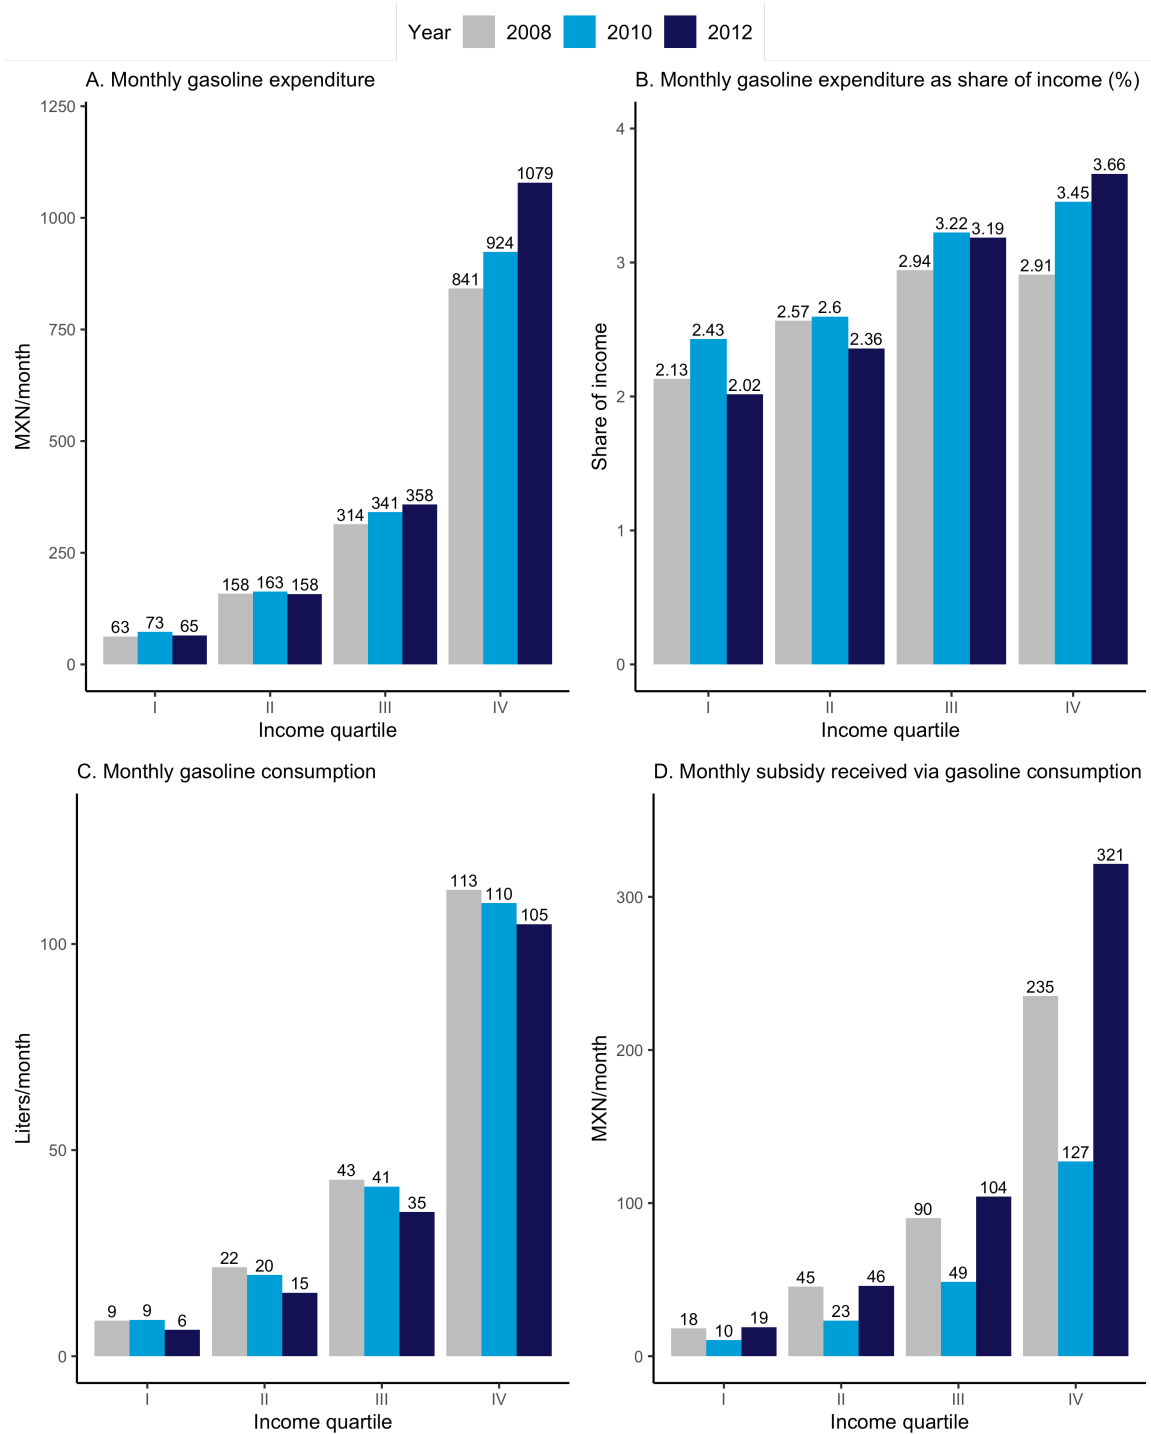 Year 2008 2010 2012
A. Monthly gasoline expenditure
1250
1000
750
500
250
0
MXN/month
63 73 65
158 163 158
314 341 358
841 924 1079
I II III IV
Income quartile
B. Monthly gasoline expenditure as share of income (%)
4
3
2
1
0
Share of income
2.13 2.43 2.02
2.57 2.6 2.36
2.94 3.22 3.19
2.91 3.45 3.66
I II III IV
Income quartile
C. Monthly gasoline consumption
100
50
0
Liters/month
9 9 6
22 20 15
43 41 35
113 110 105
I II III IV
Income quartile
D. Monthly subsidy received via gasoline consumption
300
200
100
0
MXN/month
18 10 19
45 23 46
90 49 104
235 127 321
I II III IV
Income quartile